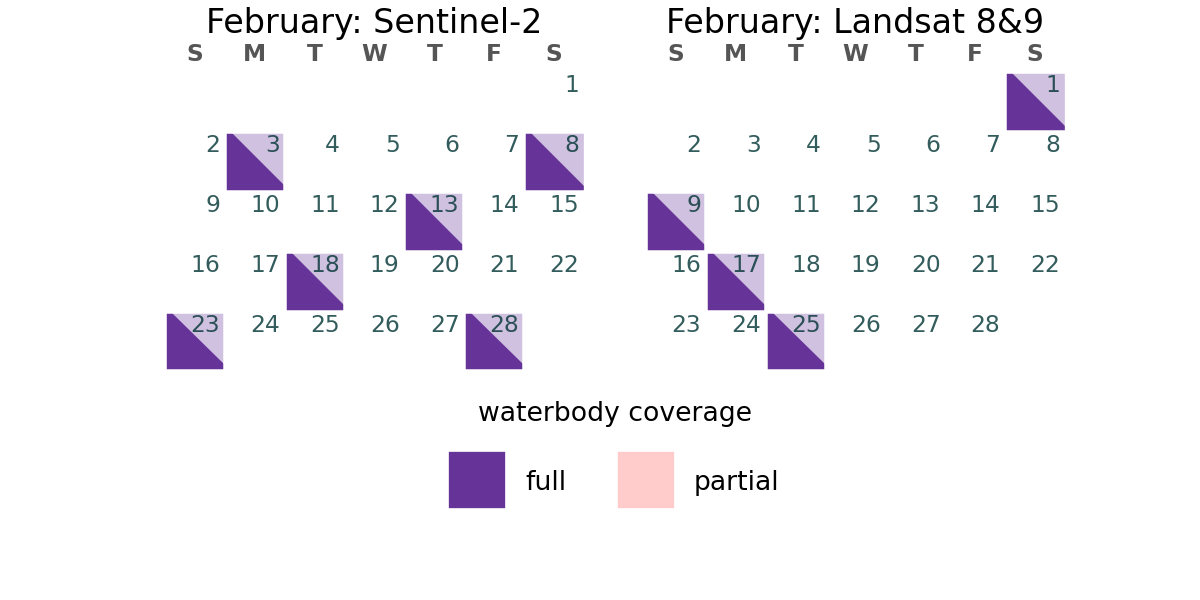 February: Sentinel-2
S M T W T F S
1
2 3 4 5 6 7 8
9 10 11 12 13 14 15
16 17 18 19 20 21 22
23 24 25 26 27 28
February: Landsat 8&9
S M T W T F S
1
2 3 4 5 6 7 8
9 10 11 12 13 14 15
16 17 18 19 20 21 22
23 24 25 26 27 28
waterbody coverage
full partial